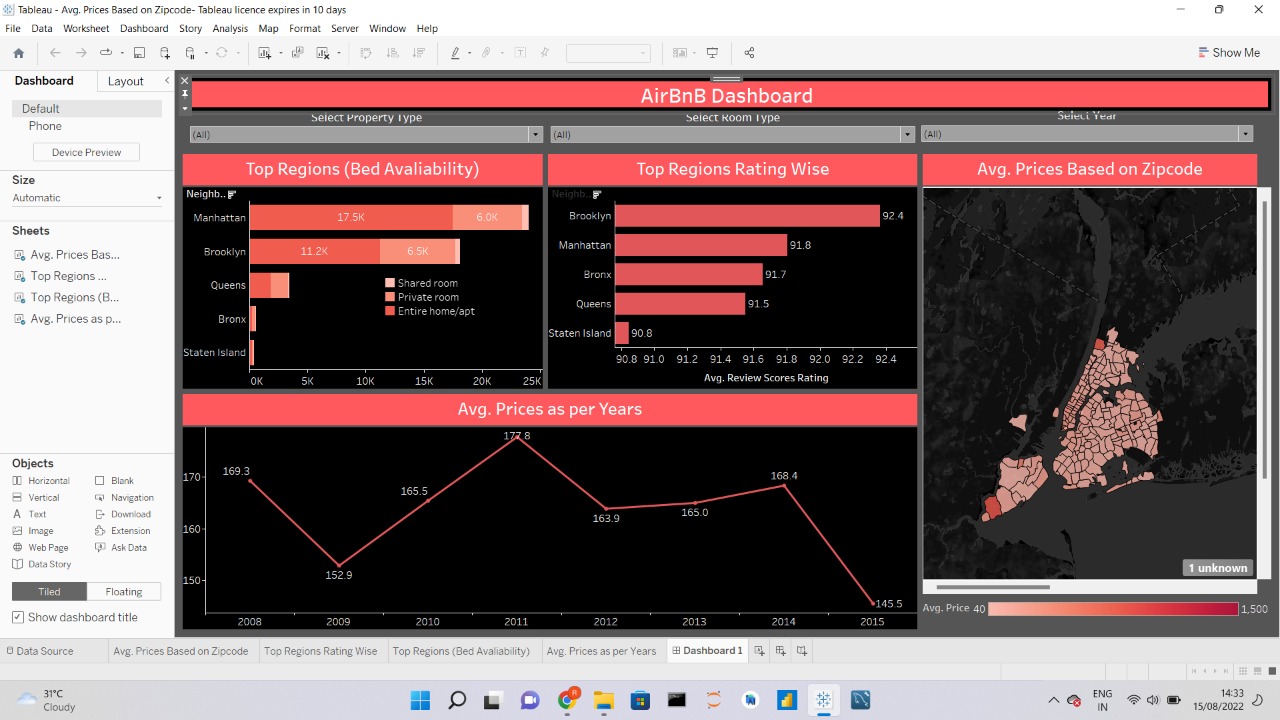 Tableau - Avg. Prices Based on Zipcode- Tableau licence expires in 10 days
File Data Worksheet Dashboard Story Analysis Map Format Server Window Help
Show Me
Dashboard Layout
Default
Phone
Device Preview
Size
Automatic
Sheets
Avg. Prices Bas...
Top Regions ...
Top Regions (B...
Avg. Prices as p...
Objects
Horizontal Blank
Vertical Navigation
Text Download
Image Extension
Web Page Ask Data
Data Story
Tiled Floating
Show dashboard title
AirBnB Dashboard
Select Property Type Select Room Type Select Year
(All) (All) (All)
Top Regions (Bed Avaliability)
Neighb..
Manhattan 17.5K 6.0K
Brooklyn 11.2K 6.5K
Queens
Bronx
Staten Island
Shared room
Private room
Entire home/apt
0K 5K 10K 15K 20K 25K
Top Regions Rating Wise
Neighb..
Brooklyn 92.4
Manhattan 91.8
Bronx 91.7
Queens 91.5
Staten Island 90.8
90.8 91.0 91.2 91.4 91.6 91.8 92.0 92.2 92.4
Avg. Review Scores Rating
Avg. Prices Based on Zipcode
1 unknown
Avg. Price 40 1,500
Avg. Prices as per Years
170
160
150
169.3
152.9
165.5
177.8
163.9
165.0
168.4
145.5
2008 2009 2010 2011 2012 2013 2014 2015
Data Source Avg. Prices Based on Zipcode Top Regions Rating Wise Top Regions (Bed Avaliability) Avg. Prices as per Years Dashboard 1
31°C
Cloudy
ENG
IN
14:33
15/08/2022